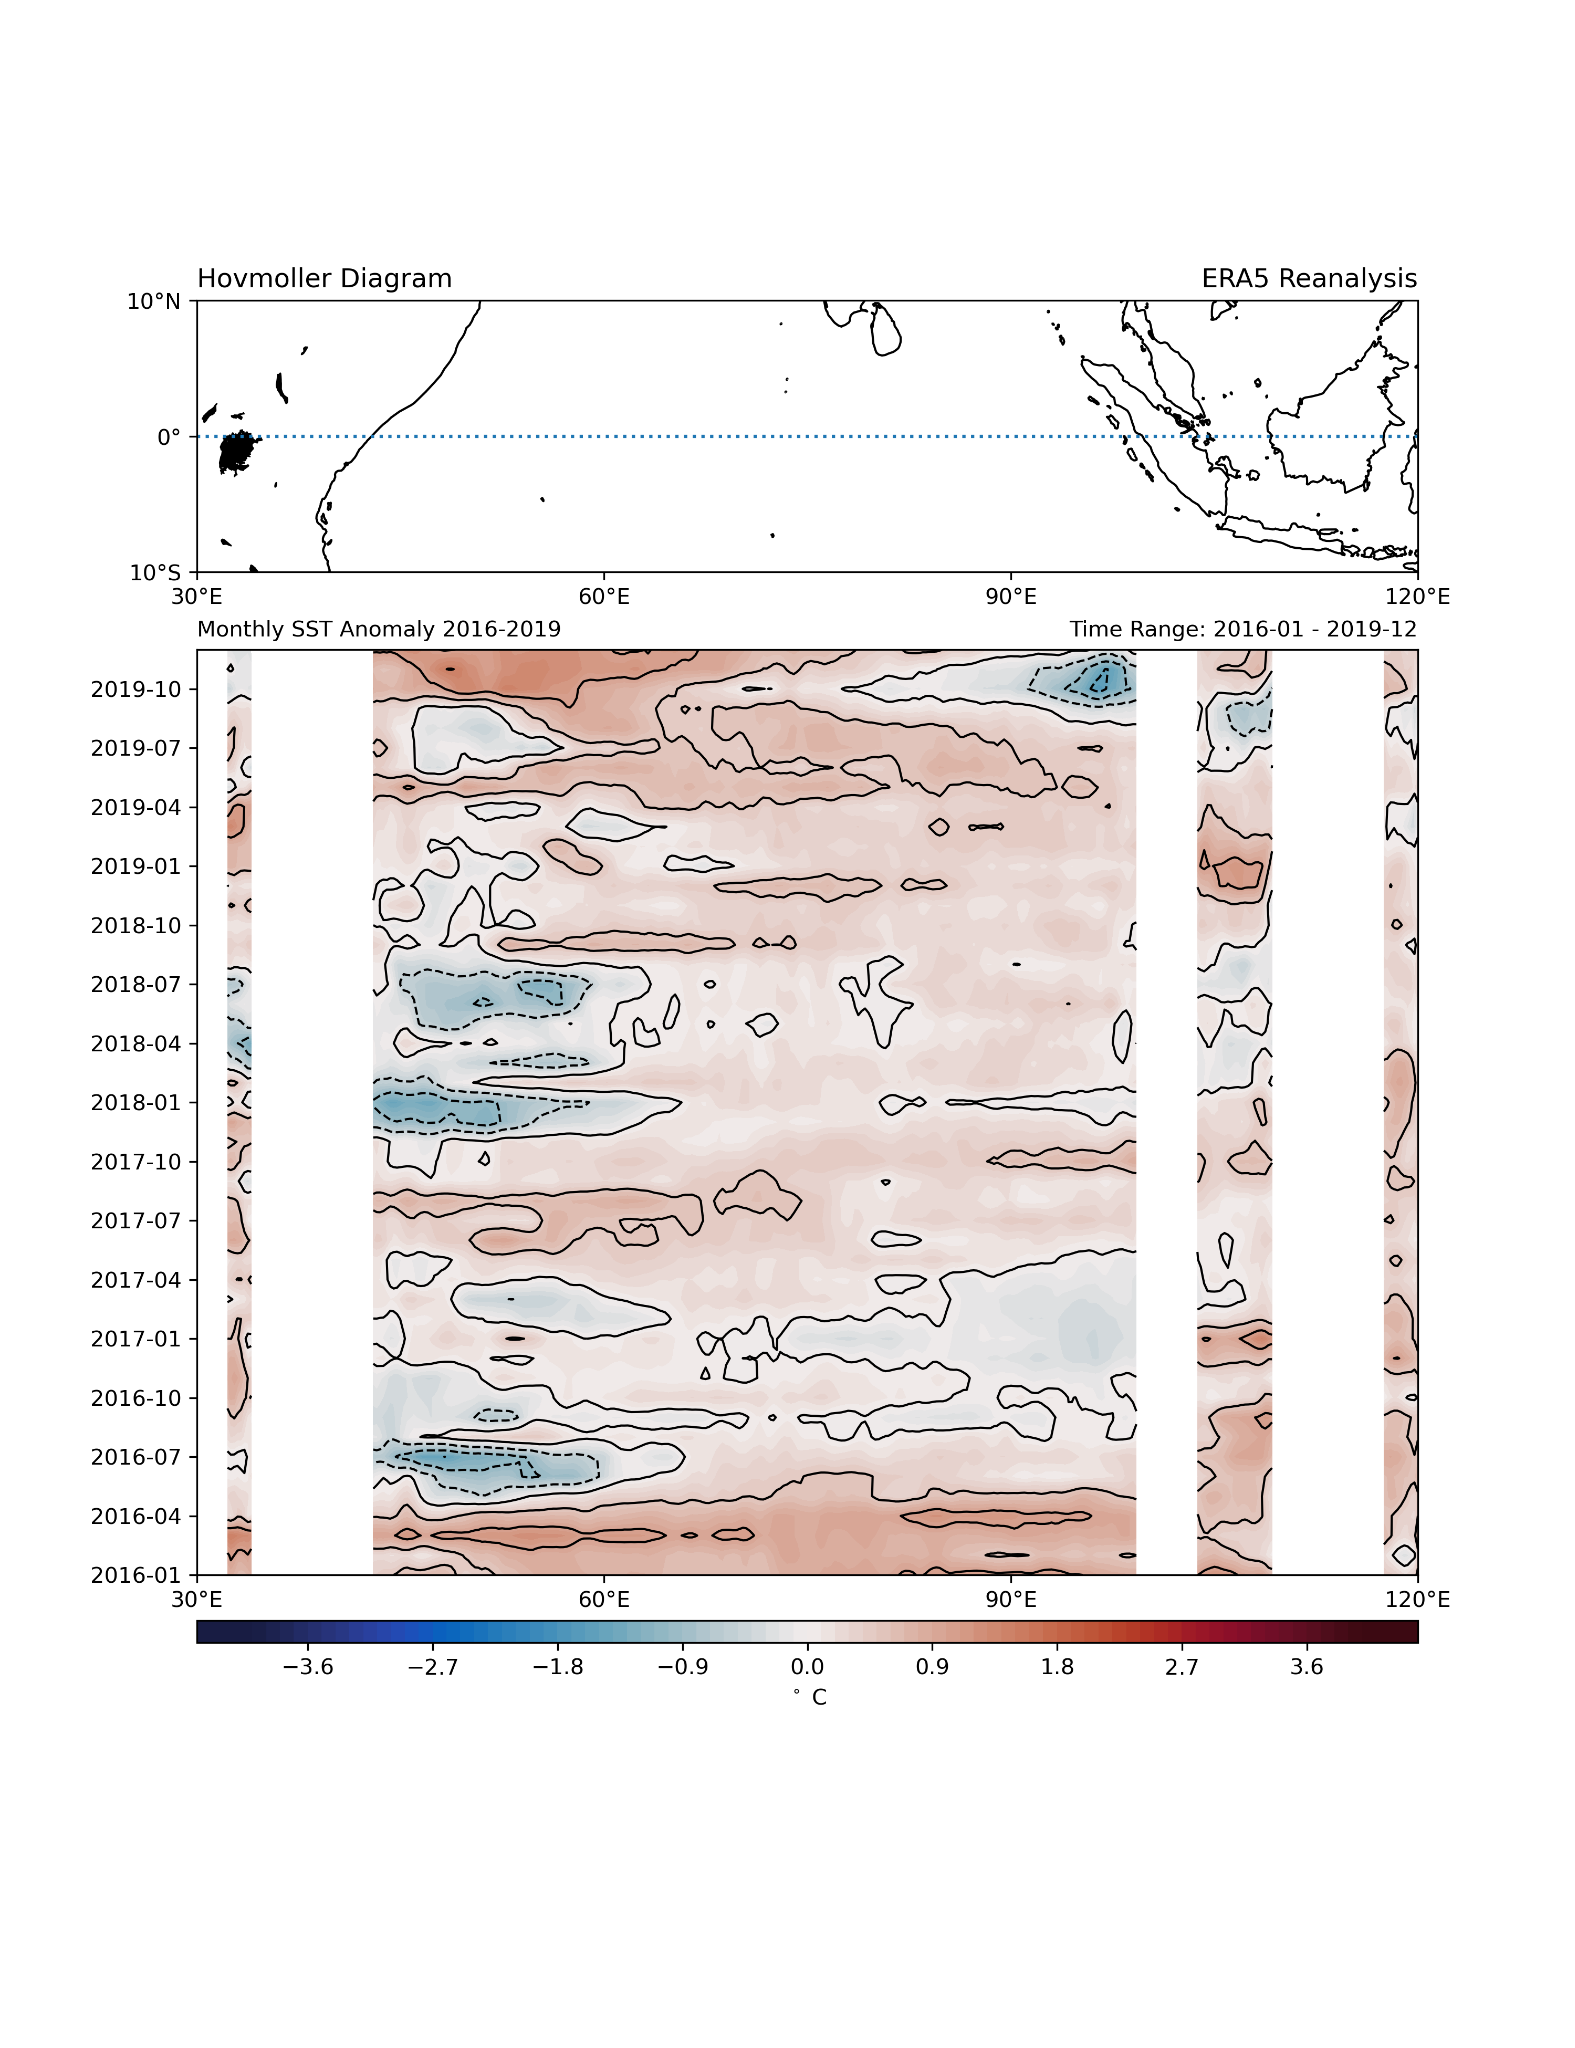 Hovmoller Diagram ERA5 Reanalysis
10°N
0°
10°S
30°E 60°E 90°E 120°E
Monthly SST Anomaly 2016-2019 Time Range: 2016-01 - 2019-12
2019-10
2019-07
2019-04
2019-01
2018-10
2018-07
2018-04
2018-01
2017-10
2017-07
2017-04
2017-01
2016-10
2016-07
2016-04
2016-01
30°E 60°E 90°E 120°E
−3.6 −2.7 −1.8 −0.9 0.0 0.9 1.8 2.7 3.6
° C